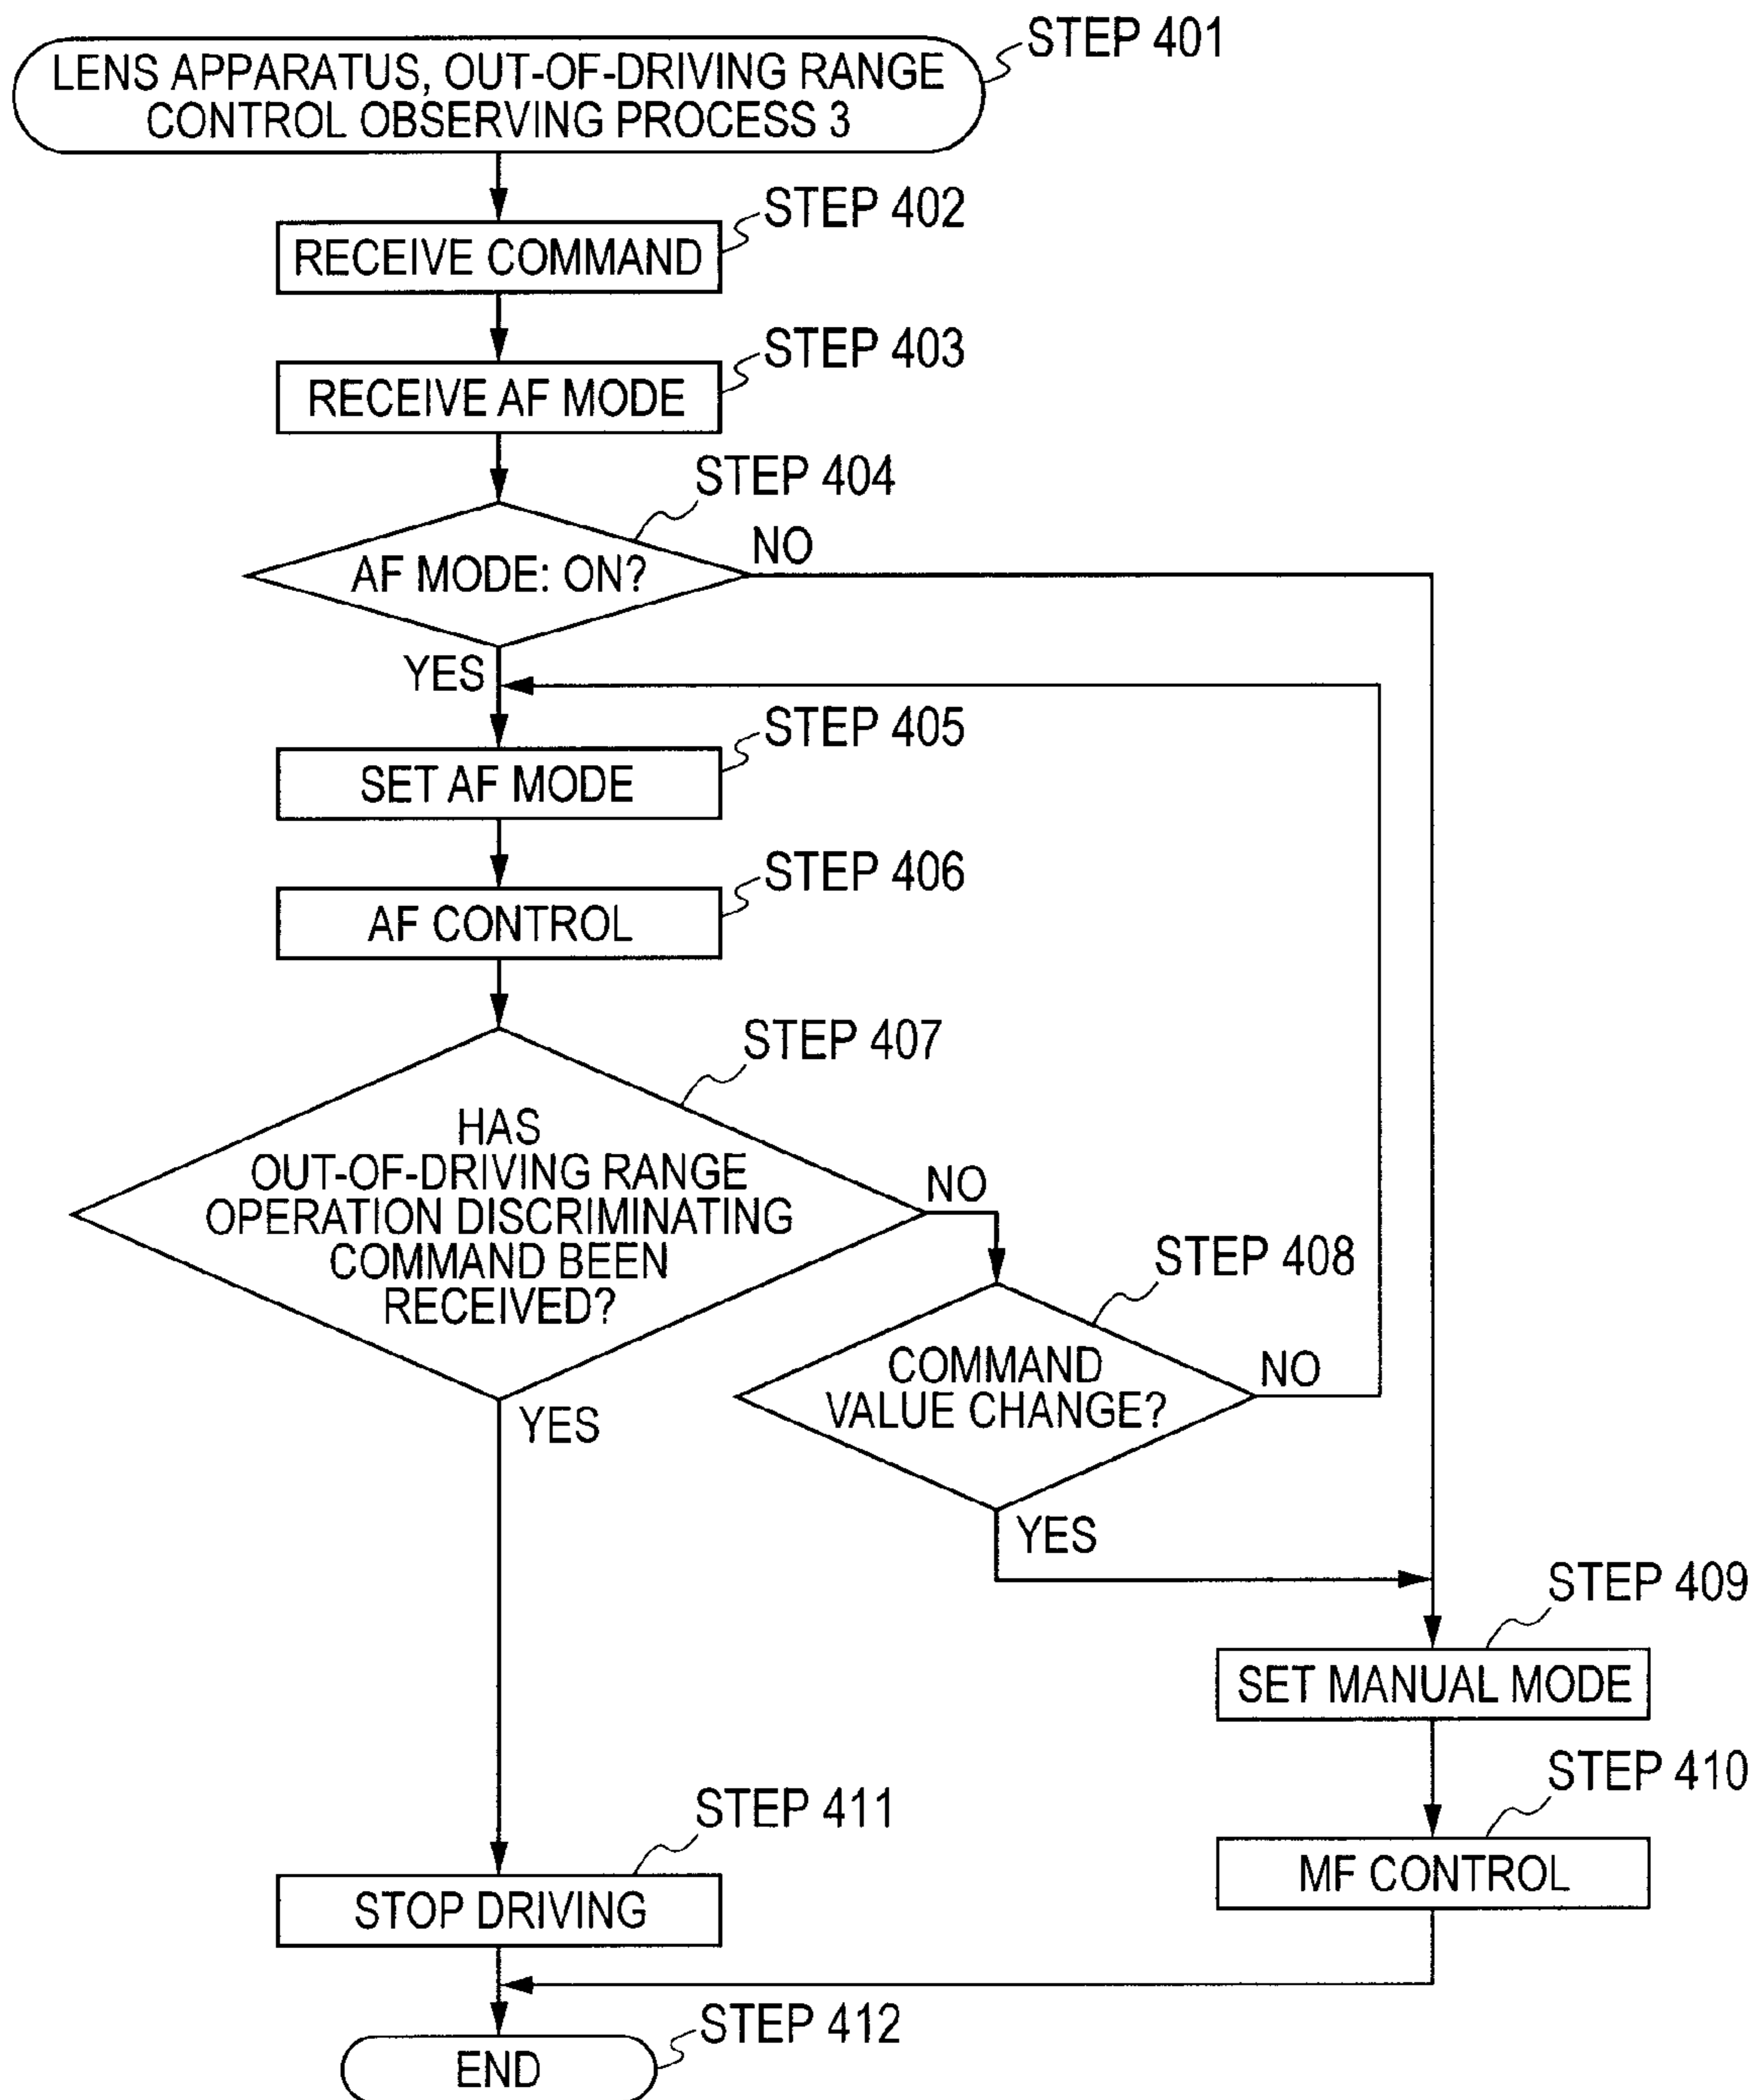 STEP 401
LENS APPARATUS, OUT-OF-DRIVING RANGE
CONTROL OBSERVING PROCESS 3
STEP 402
RECEIVE COMMAND
STEP 403
RECEIVE AF MODE
STEP 404
AF MODE: ON?
NO
YES
STEP 405
SET AF MODE
STEP 406
AF CONTROL
STEP 407
HAS
OUT-OF-DRIVING RANGE
OPERATION DISCRIMINATING
COMMAND BEEN
RECEIVED?
NO
YES
STEP 408
COMMAND
VALUE CHANGE?
NO
YES
STEP 409
SET MANUAL MODE
STEP 410
MF CONTROL
STEP 411
STOP DRIVING
STEP 412
END